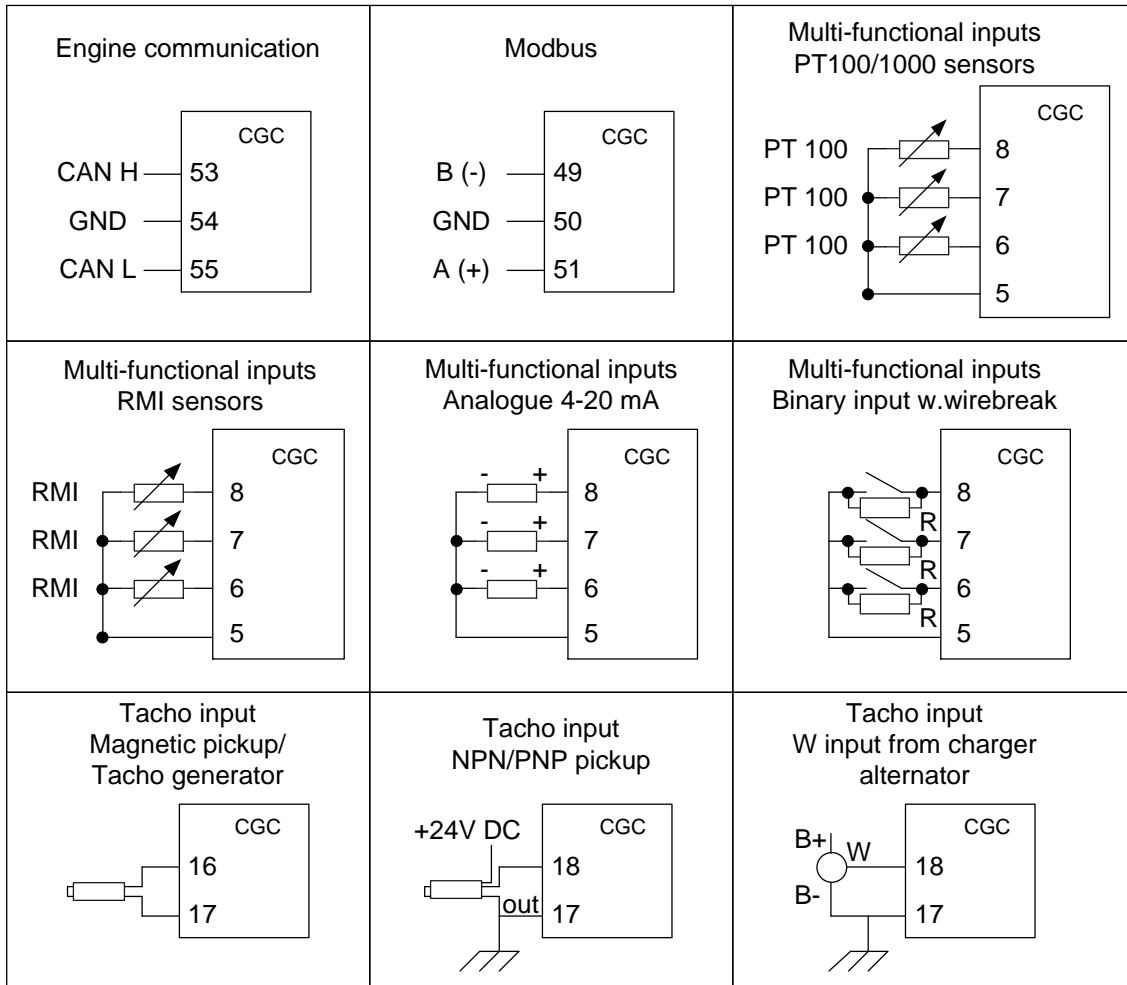 Engine communication
CGC
CAN H 53
GND 54
CAN L 55
Modbus
CGC
B (-) 49
GND 50
A (+) 51
Multi-functional inputs
PT100/1000 sensors
CGC
PT 100 8
PT 100 7
PT 100 6
5
Multi-functional inputs
RMI sensors
CGC
RMI 8
RMI 7
RMI 6
5
Multi-functional inputs
Analogue 4-20 mA
CGC
- + 8
- + 7
- + 6
5
Multi-functional inputs
Binary input w.wirebreak
CGC
8
R
7
R
6
R
5
Tacho input
Magnetic pickup/
Tacho generator
CGC
16
17
Tacho input
NPN/PNP pickup
+24V DC
CGC
18
out 17
Tacho input
W input from charger
alternator
CGC
B+ W 18
B- 17